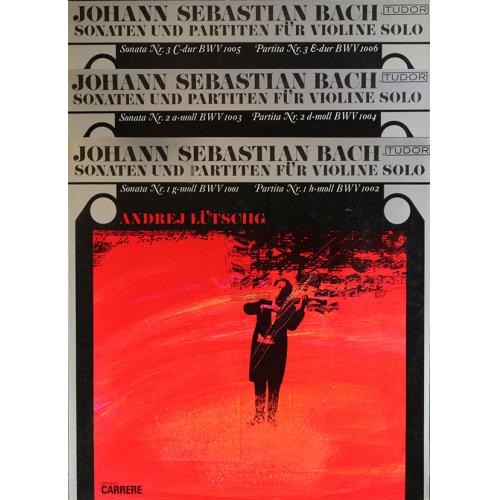 JOHANN SEBASTIAN BACH TUDOR
SONATEN UND PARTITEN FÜR VIOLINE SOLO
Sonata Nr. 3 C-dur BWV 1005 Partita Nr. 3 E-dur BWV 1006
JOHANN SEBASTIAN BACH TUDOR
SONATEN UND PARTITEN FÜR VIOLINE SOLO
Sonata Nr. 2 a-moll BWV 1003 Partita Nr. 2 d-moll BWV 1004
JOHANN SEBASTIAN BACH TUDOR
SONATEN UND PARTITEN FÜR VIOLINE SOLO
Sonata Nr. 1 g-moll BWV 1001 Partita Nr. 1 h-moll BWV 1002
ANDREJ LÜTSCHG
CARRERE